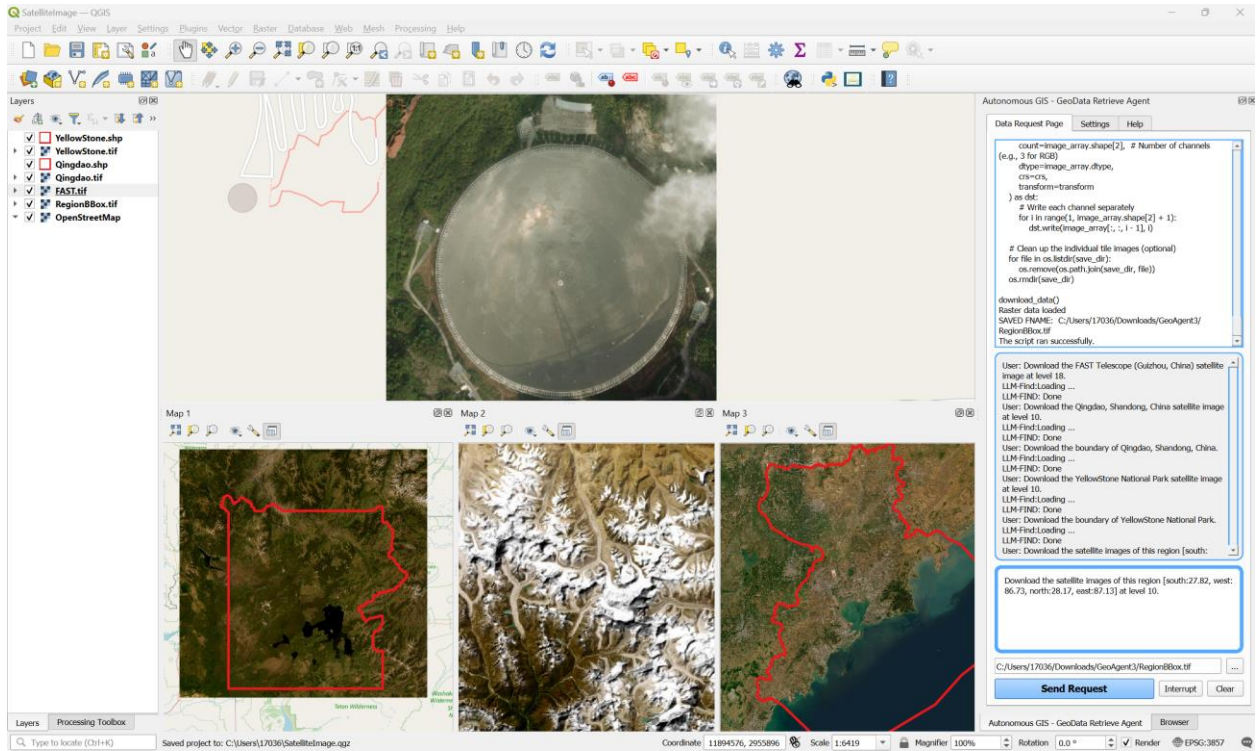 SatelliteImage — QGIS
Project Edit View Layer Settings Plugins Vector Raster Database Web Mesh Processing Help
Layers
YellowStone.shp
YellowStone.tif
Qingdao.shp
Qingdao.tif
FAST.tif
RegionBBox.tif
OpenStreetMap
Map 1
Map 2
Map 3
Teton Wilderness
Washakie
Wilderness
Autonomous GIS - GeoData Retrieve Agent
Data Request Page Settings Help
count=image_array.shape[2], # Number of channels
(e.g., 3 for RGB)
dtype=image_array.dtype,
crs=crs,
transform=transform
) as dst:
# Write each channel separately
for i in range(1, image_array.shape[2] + 1):
dst.write(image_array[:, :, i - 1], i)
# Clean up the individual tile images (optional)
for file in os.listdir(save_dir):
os.remove(os.path.join(save_dir, file))
os.rmdir(save_dir)
download_data()
Raster data loaded
SAVED FNAME: C:/Users/17036/Downloads/GeoAgent3/
RegionBBox.tif
The script ran successfully.
User: Download the FAST Telescope (Guizhou, China) satellite
image at level 18.
LLM-Find:Loading ...
LLM-FIND: Done
User: Download the Qingdao, Shandong, China satellite image
at level 10.
LLM-Find:Loading ...
LLM-FIND: Done
User: Download the boundary of Qingdao, Shandong, China.
LLM-Find:Loading ...
LLM-FIND: Done
User: Download the YellowStone National Park satellite image
at level 10.
LLM-Find:Loading ...
LLM-FIND: Done
User: Download the boundary of YellowStone National Park.
LLM-Find:Loading ...
LLM-FIND: Done
User: Download the satellite images of this region [south:
Download the satellite images of this region [south:27.82, west:
86.73, north:28.17, east:87.13] at level 10.
C:/Users/17036/Downloads/GeoAgent3/RegionBBox.tif ...
Send Request Interrupt Clear
Layers Processing Toolbox
Autonomous GIS - GeoData Retrieve Agent Browser
Type to locate (Ctrl+K)
Saved project to: C:\Users\17036\SatelliteImage.qgz
Coordinate 11894576, 2955896 Scale 1:6419 Magnifier 100% Rotation 0.0 ° Render EPSG:3857